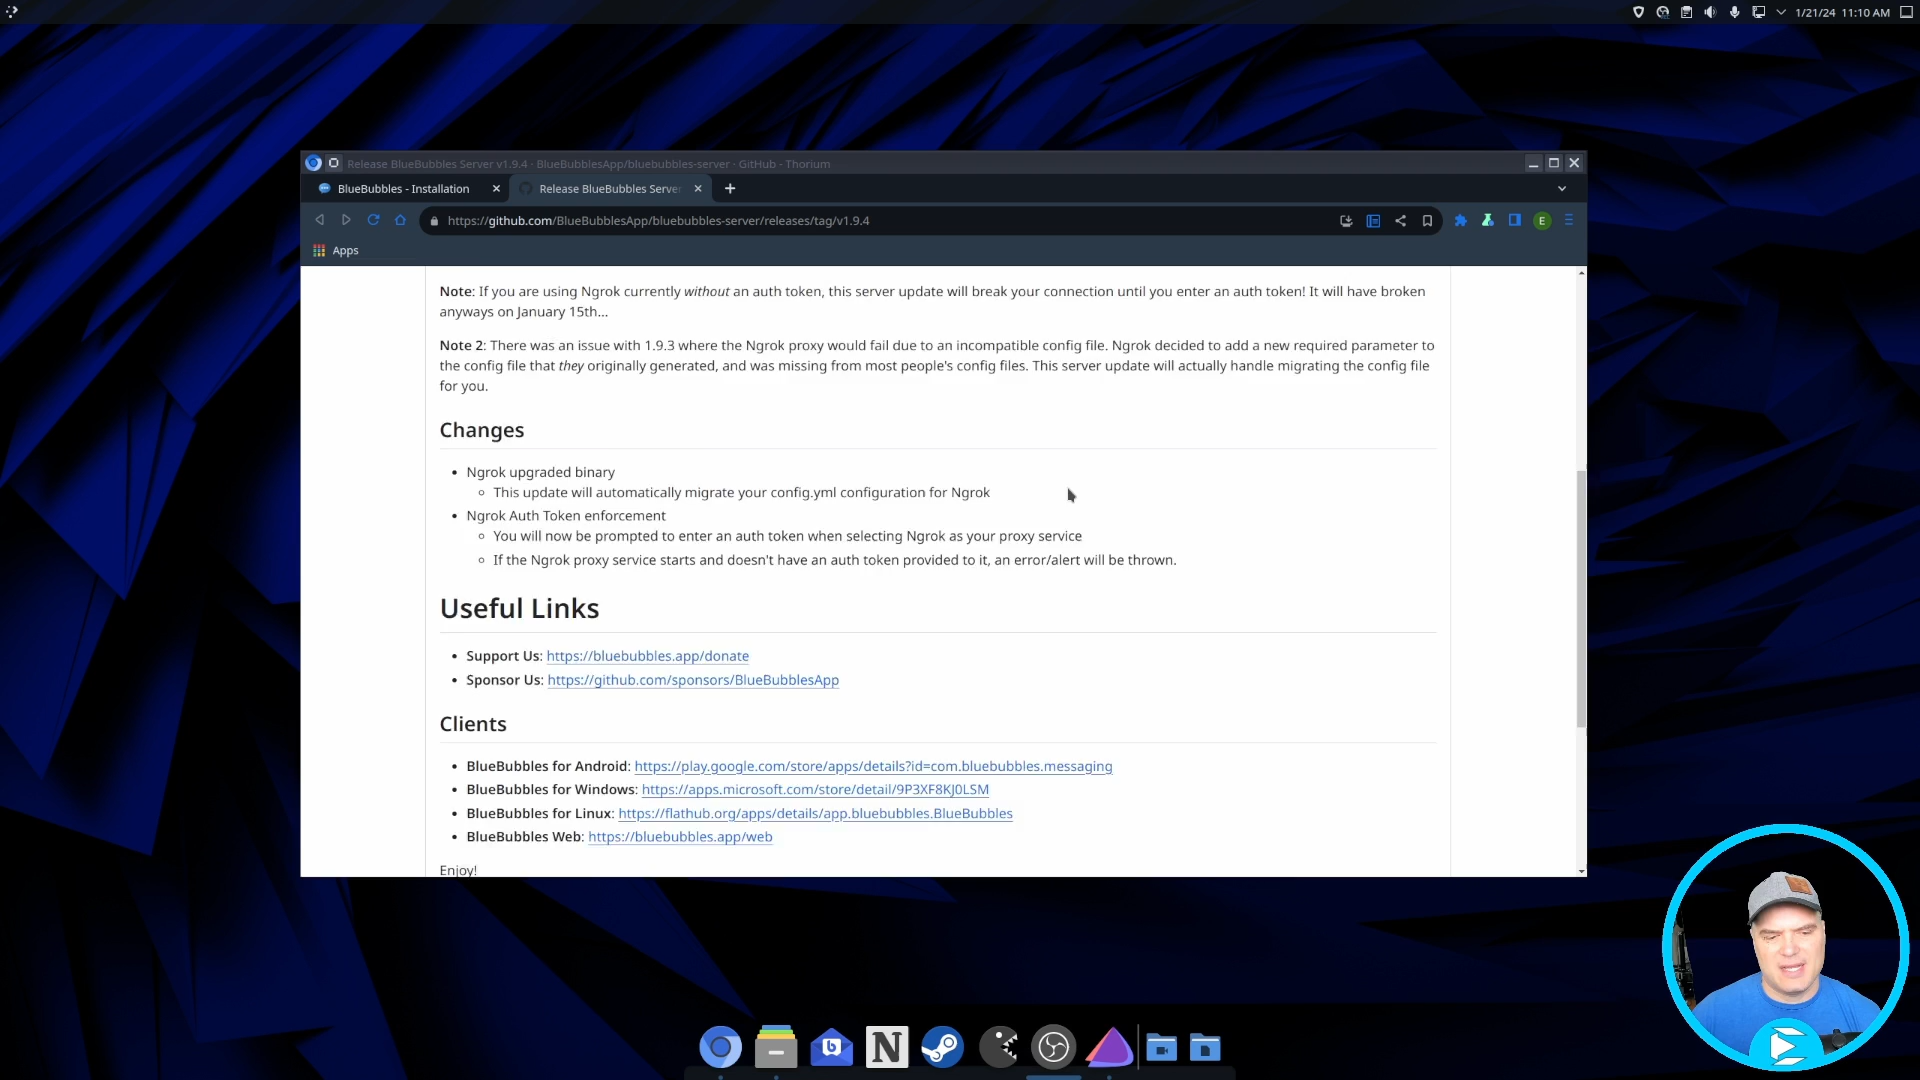 1/21/24 11:10 AM
Release BlueBubbles Server v1.9.4 · BlueBubblesApp/bluebubbles-server · GitHub - Thorium
BlueBubbles - Installation
Release BlueBubbles Server
https://github.com/BlueBubblesApp/bluebubbles-server/releases/tag/v1.9.4
E
Apps
Note: If you are using Ngrok currently without an auth token, this server update will break your connection until you enter an auth token! It will have broken
anyways on January 15th...
Note 2: There was an issue with 1.9.3 where the Ngrok proxy would fail due to an incompatible config file. Ngrok decided to add a new required parameter to
the config file that they originally generated, and was missing from most people's config files. This server update will actually handle migrating the config file
for you.
Changes
Ngrok upgraded binary
This update will automatically migrate your config.yml configuration for Ngrok
Ngrok Auth Token enforcement
You will now be prompted to enter an auth token when selecting Ngrok as your proxy service
If the Ngrok proxy service starts and doesn't have an auth token provided to it, an error/alert will be thrown.
Useful Links
Support Us: https://bluebubbles.app/donate
Sponsor Us: https://github.com/sponsors/BlueBubblesApp
Clients
BlueBubbles for Android: https://play.google.com/store/apps/details?id=com.bluebubbles.messaging
BlueBubbles for Windows: https://apps.microsoft.com/store/detail/9P3XF8KJ0LSM
BlueBubbles for Linux: https://flathub.org/apps/details/app.bluebubbles.BlueBubbles
BlueBubbles Web: https://bluebubbles.app/web
Enjoy!
b
N